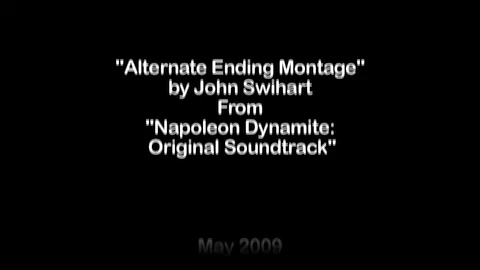 "Alternate Ending Montage"
by John Swihart
From
"Napoleon Dynamite:
Original Soundtrack"
May 2009